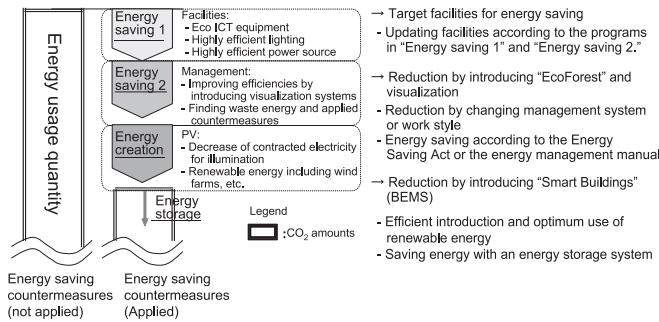 Energy usage quantity
Energy
saving 1
Facilities:
- Eco ICT equipment
- Highly efficient lighting
- Highly efficient power source
Energy
saving 2
Management:
- Improving efficiencies by
introducing visualization systems
- Finding waste energy and applied
countermeasures
Energy
creation
PV:
- Decrease of contracted electricity
for illumination
- Renewable energy including wind
farms, etc.
Energy
storage
Legend
:CO2 amounts
Energy saving
countermeasures
(not applied)
Energy saving
countermeasures
(Applied)
→ Target facilities for energy saving
- Updating facilities according to the programs
in “Energy saving 1” and “Energy saving 2.”
→ Reduction by introducing “EcoForest” and
visualization
- Reduction by changing management system
or work style
- Energy saving according to the Energy
Saving Act or the energy management manual
→ Reduction by introducing “Smart Buildings”
(BEMS)
- Efficient introduction and optimum use of
renewable energy
- Saving energy with an energy storage system